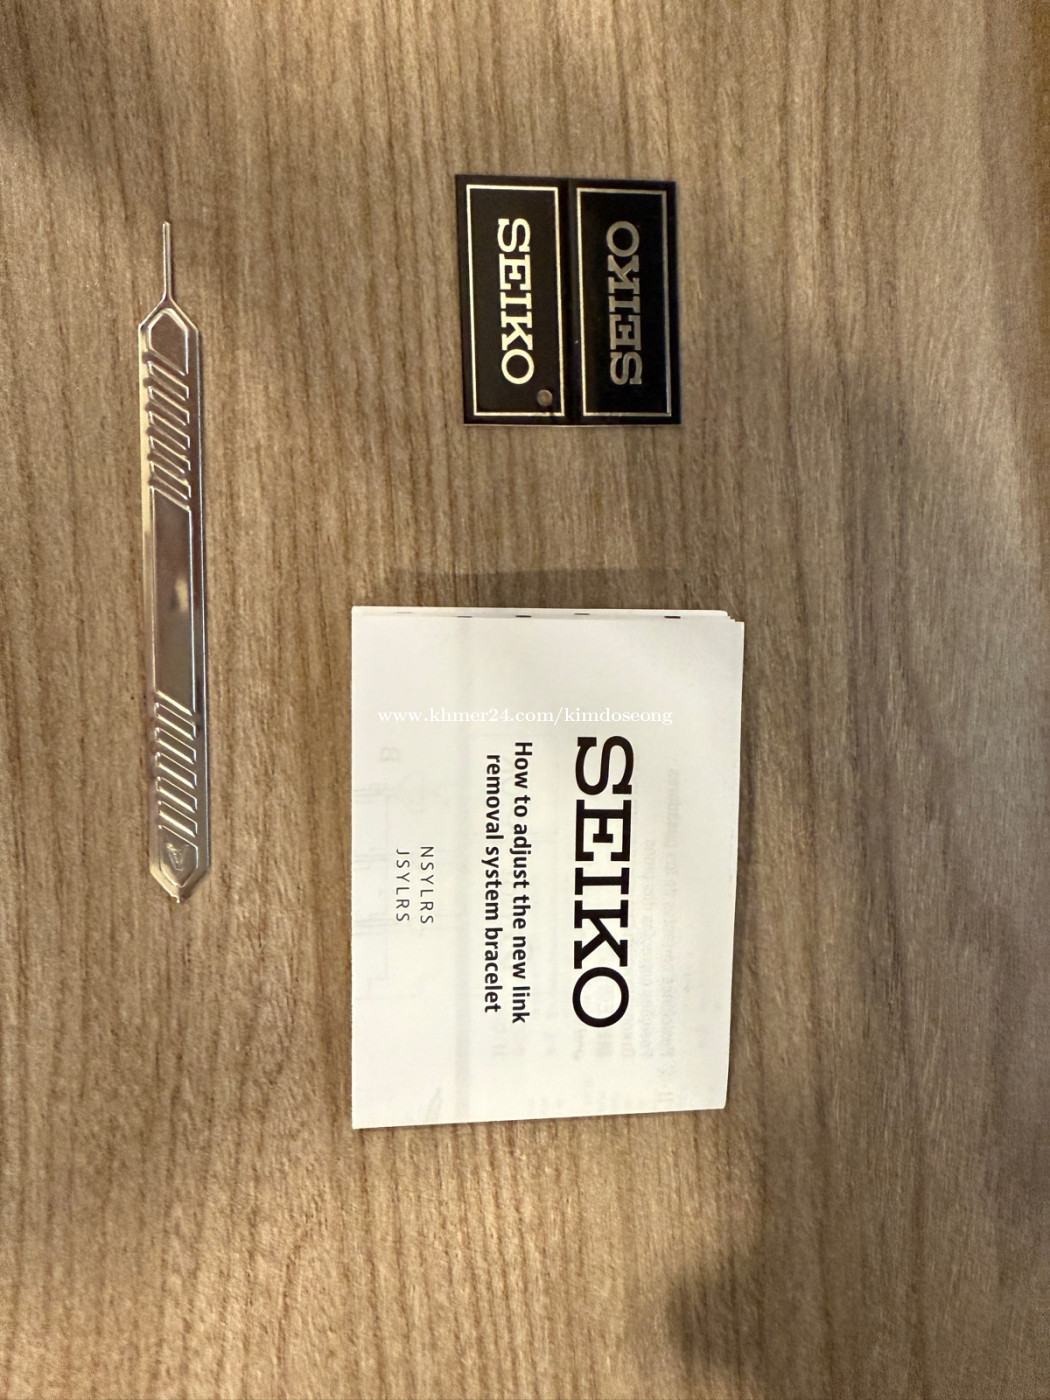 SEIKO
SEIKO
www.khmer24.com/kimdoseong
SEIKO
How to adjust the new link
removal system bracelet
NSYLRS
JSYLRS